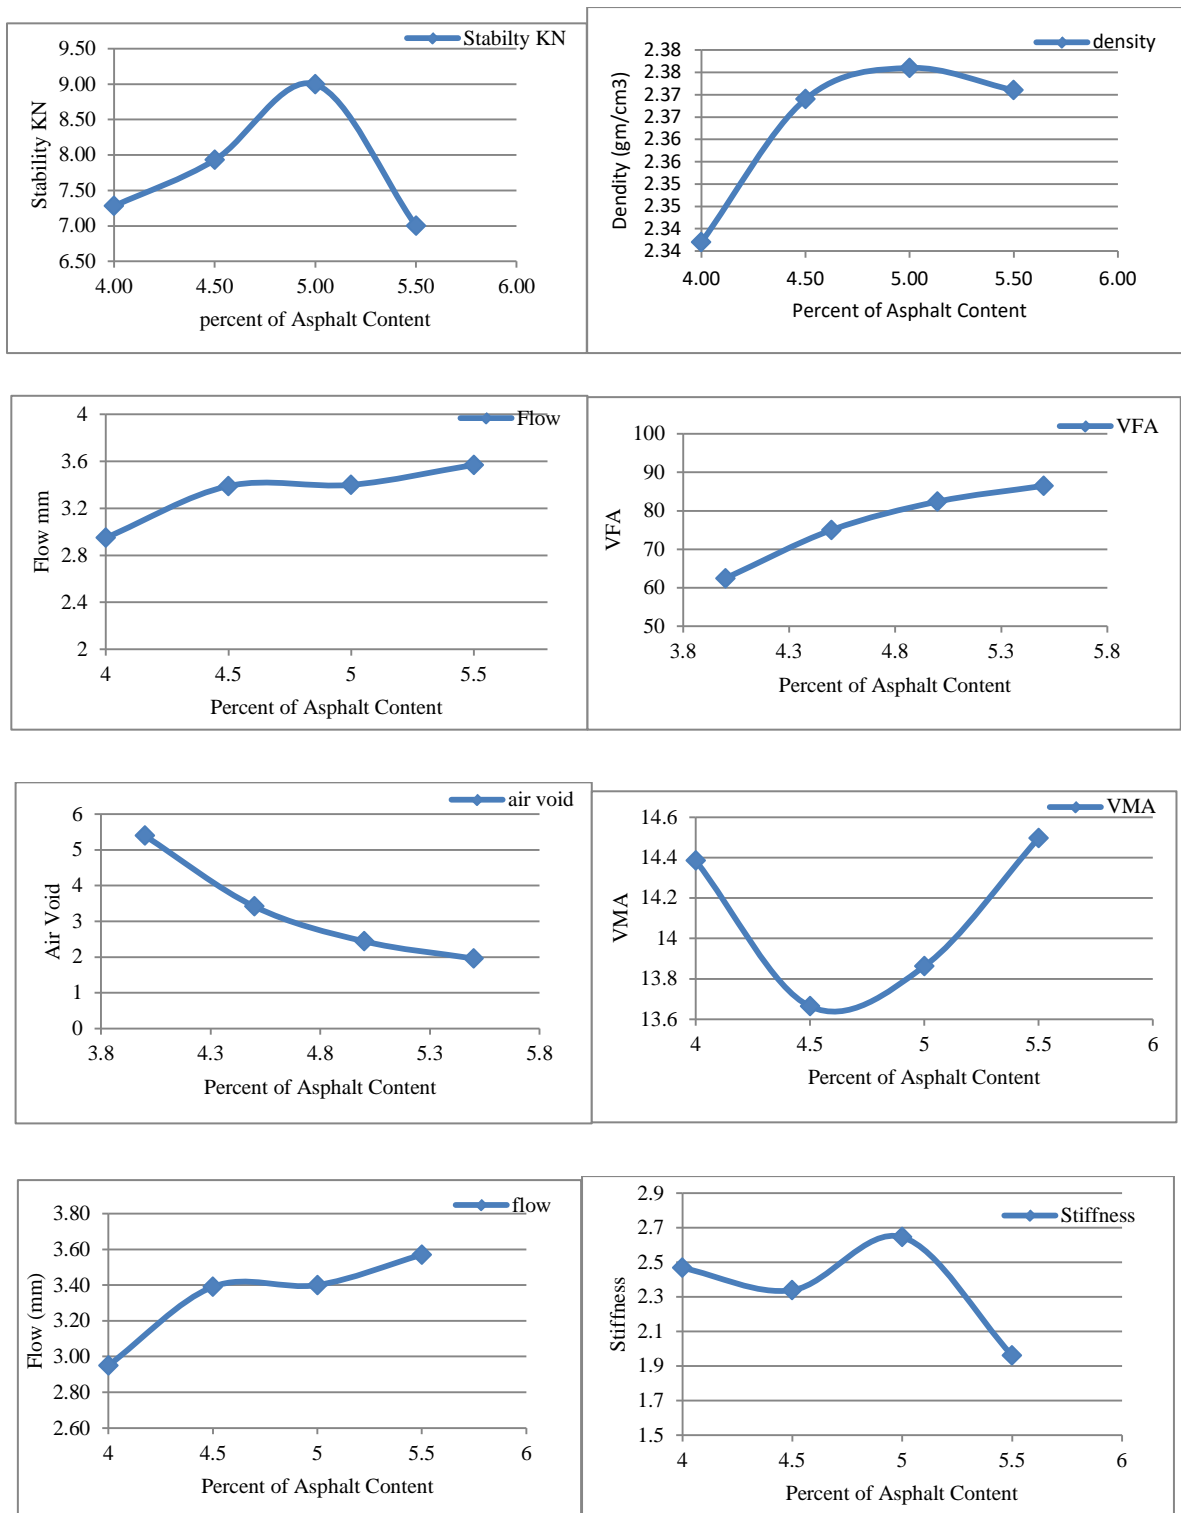 Stabilty KN
9.50
9.00
8.50
8.00
7.50
7.00
6.50
Stability KN
4.00 4.50 5.00 5.50 6.00
percent of Asphalt Content
density
2.38
2.38
2.37
2.37
2.36
2.36
2.35
2.35
2.34
2.34
Dendity (gm/cm3)
4.00 4.50 5.00 5.50 6.00
Percent of Asphalt Content
Flow
4
3.6
3.2
2.8
2.4
2
Flow mm
4 4.5 5 5.5
Percent of Asphalt Content
VFA
100
90
80
70
60
50
VFA
3.8 4.3 4.8 5.3 5.8
Percent of Asphalt Content
air void
6
5
4
3
2
1
0
Air Void
3.8 4.3 4.8 5.3 5.8
Percent of Asphalt Content
VMA
14.6
14.4
14.2
14
13.8
13.6
VMA
4 4.5 5 5.5 6
Percent of Asphalt Content
flow
3.80
3.60
3.40
3.20
3.00
2.80
2.60
Flow (mm)
4 4.5 5 5.5 6
Percent of Asphalt Content
Stiffness
2.9
2.7
2.5
2.3
2.1
1.9
1.7
1.5
Stiffness
4 4.5 5 5.5 6
Percent of Asphalt Content